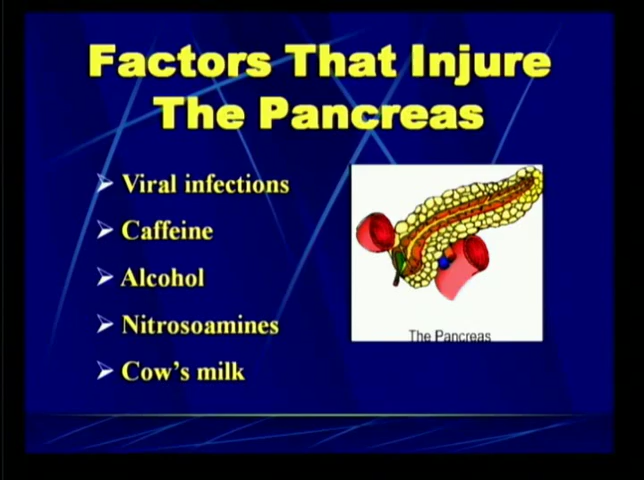 Factors That Injure
The Pancreas
Viral infections
Caffeine
Alcohol
Nitrosoamines
Cow's milk
The Pancreas